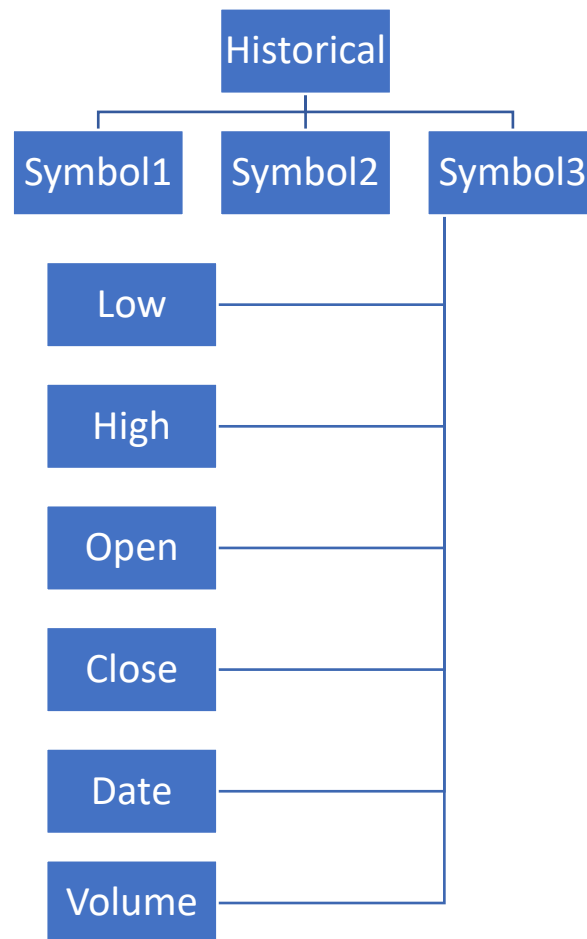 Historical
Symbol1
Symbol2
Symbol3
Low
High
Open
Close
Date
Volume